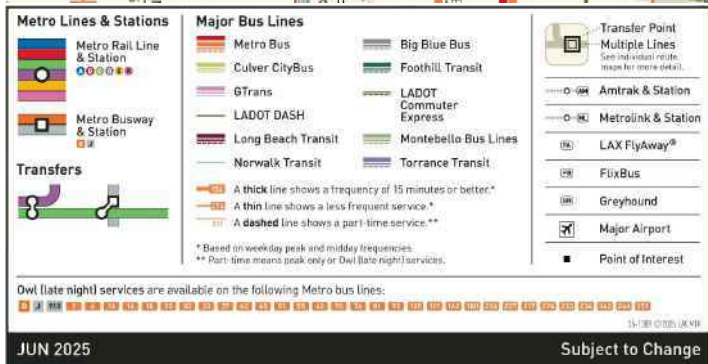 Metro Lines & Stations
Metro Rail Line
& Station
A B C D E K
Metro Busway
& Station
G J
Transfers
Major Bus Lines
Metro Bus
Culver CityBus
GTrans
LADOT DASH
Long Beach Transit
Norwalk Transit
Big Blue Bus
Foothill Transit
LADOT
Commuter
Express
Montebello Bus Lines
Torrance Transit
A thick line shows a frequency of 15 minutes or better.*
A thin line shows a less frequent service.*
A dashed line shows a part-time service.**
* Based on weekday peak and midday frequencies.
** Part-time means peak only or Owl (late night) services.
Transfer Point
Multiple Lines
See individual route
maps for more detail.
AM Amtrak & Station
ML Metrolink & Station
FA LAX FlyAway®
FB FlixBus
GR Greyhound
Major Airport
Point of Interest
Owl (late night) services are available on the following Metro bus lines:
G J
JUN 2025
Subject to Change